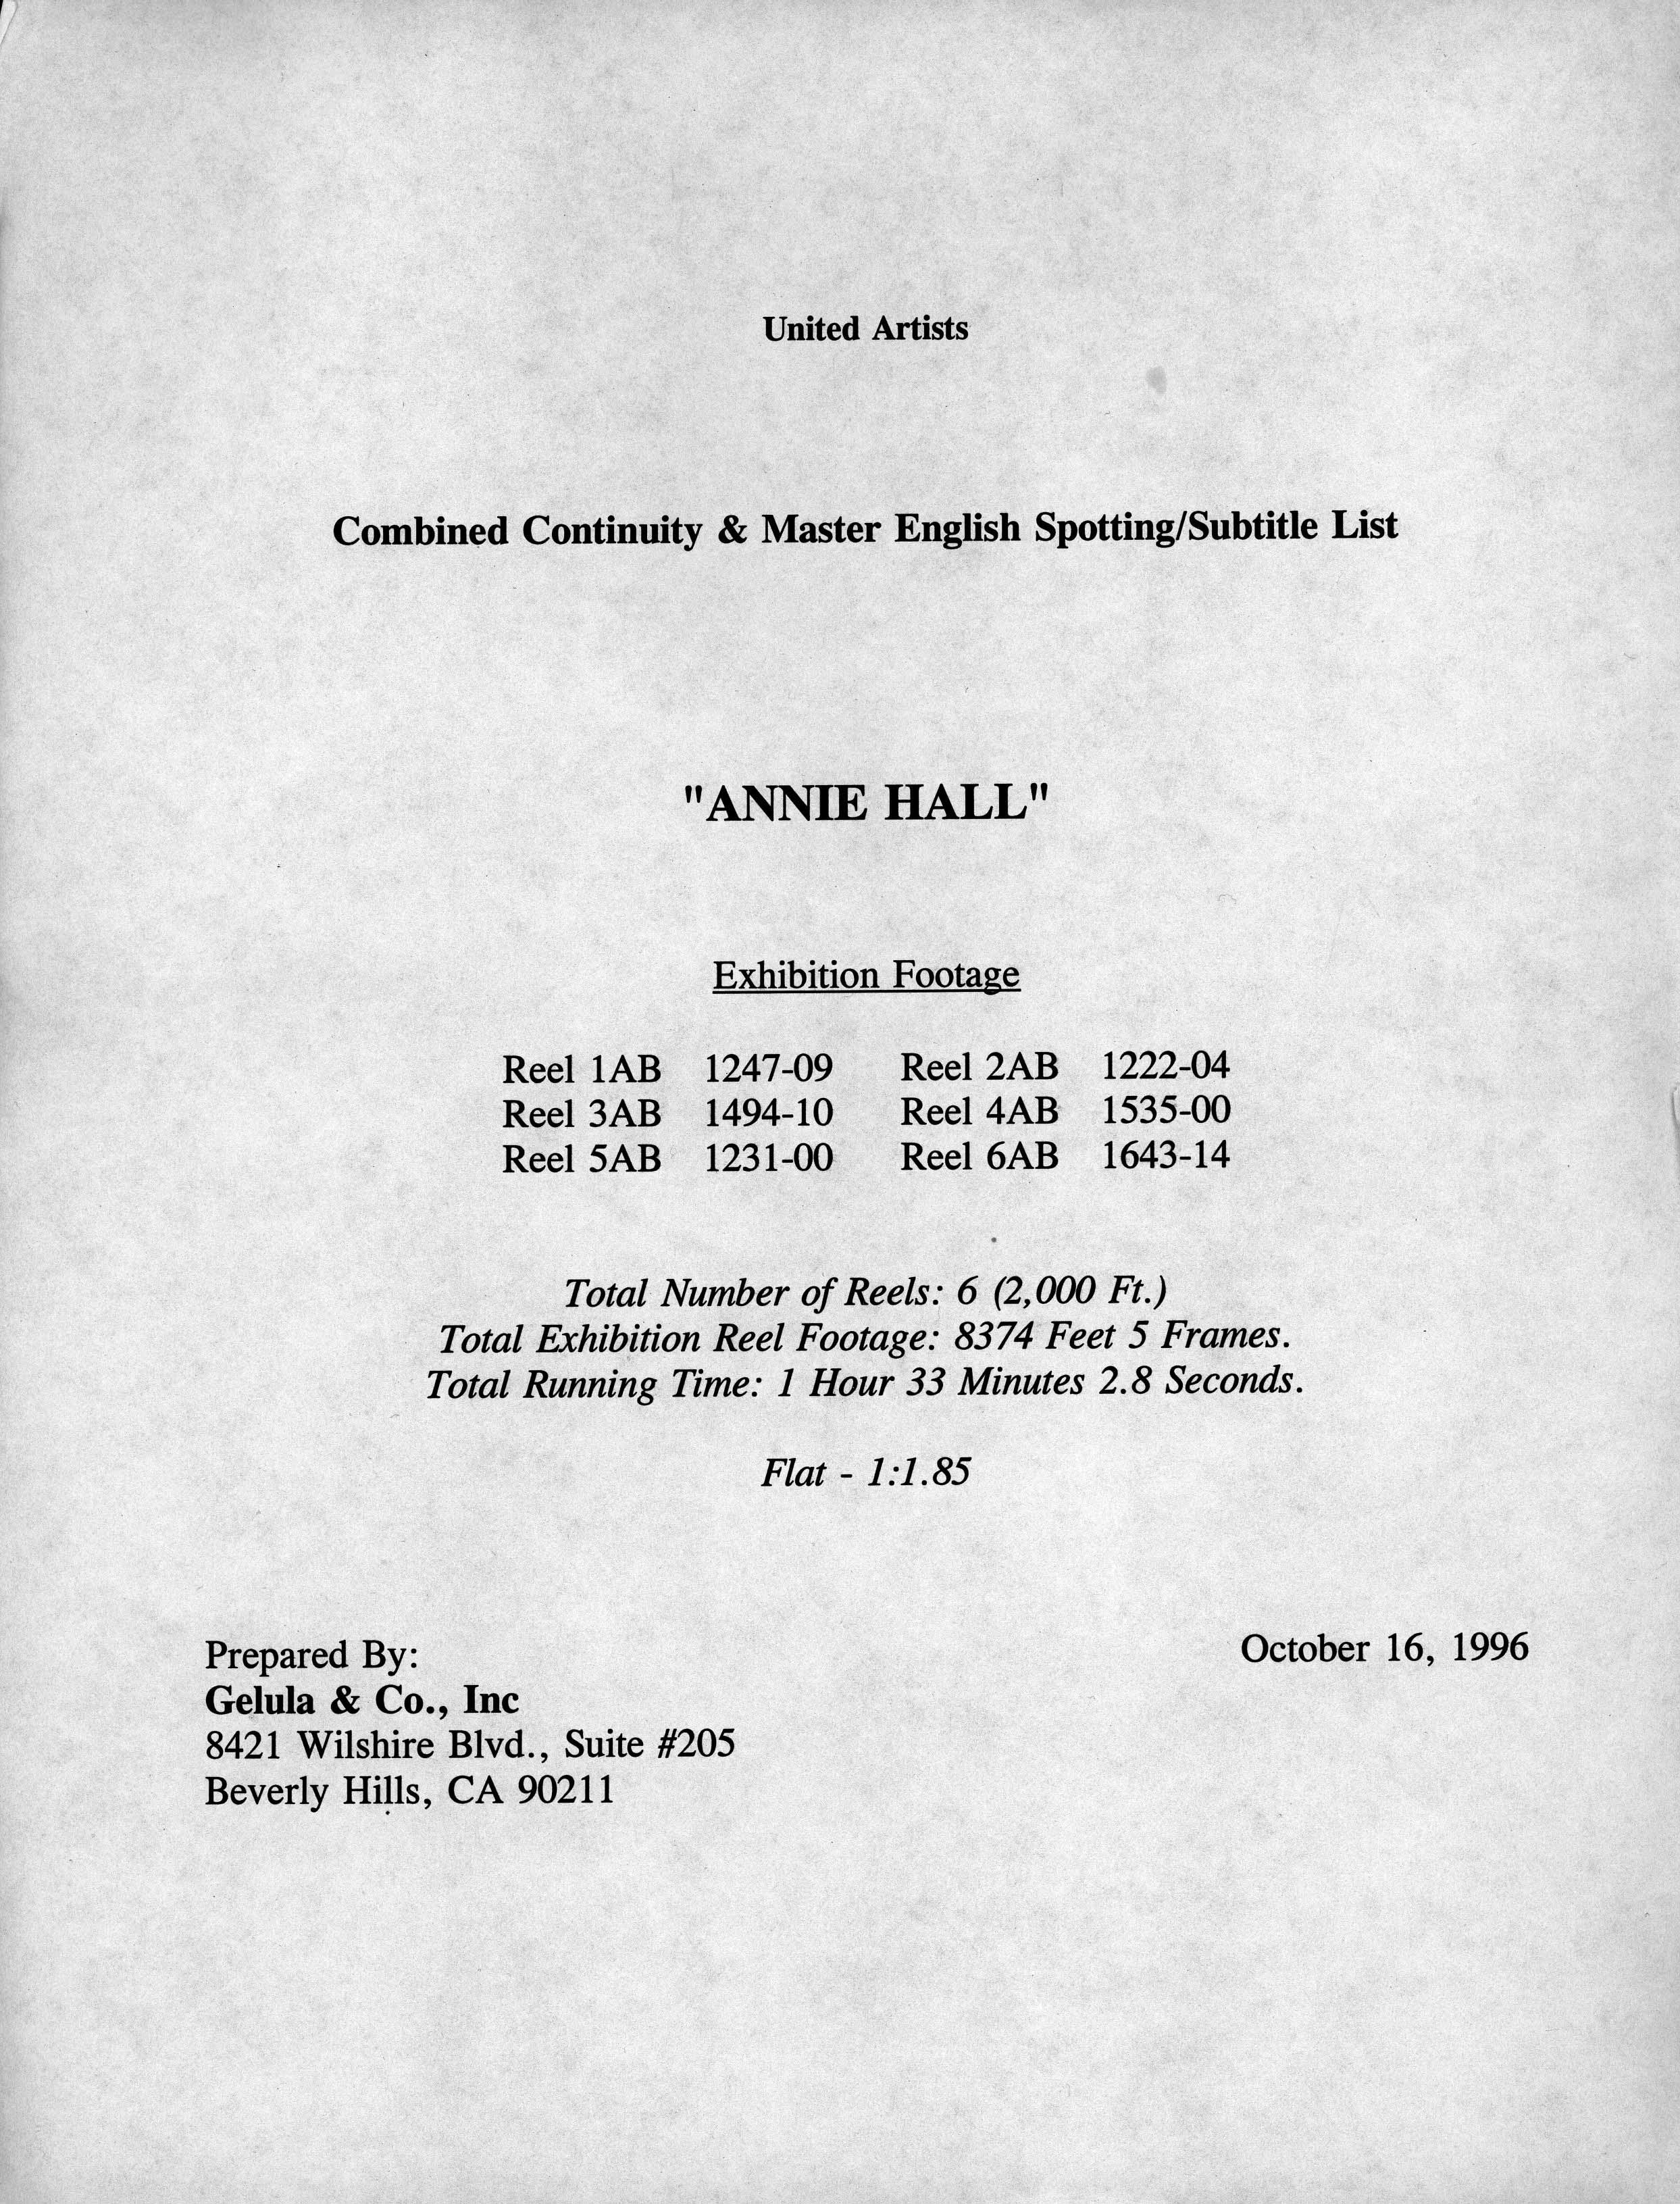 United Artists
Combined Continuity & Master English Spotting/Subtitle List
"ANNIE HALL"
Exhibition Footage
Reel 1AB 1247-09 Reel 2AB 1222-04
Reel 3AB 1494-10 Reel 4AB 1535-00
Reel 5AB 1231-00 Reel 6AB 1643-14
Total Number of Reels: 6 (2,000 Ft.)
Total Exhibition Reel Footage: 8374 Feet 5 Frames.
Total Running Time: 1 Hour 33 Minutes 2.8 Seconds.
Flat - 1:1.85
Prepared By:
Gelula & Co., Inc
8421 Wilshire Blvd., Suite #205
Beverly Hills, CA 90211
October 16, 1996